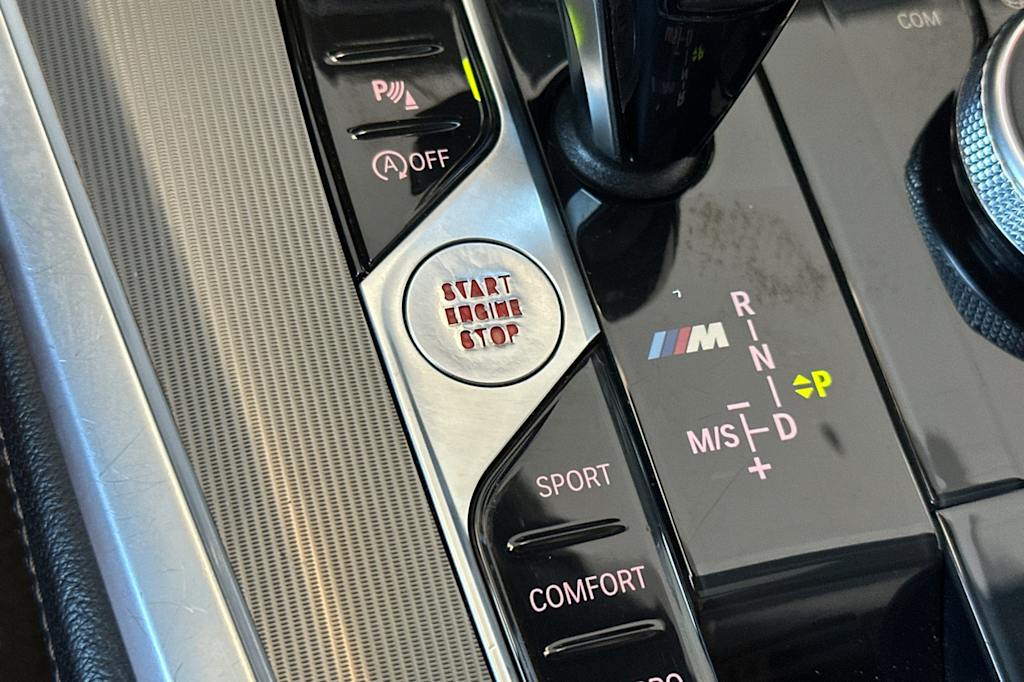 COM
P
A OFF
START
ENGINE
STOP
M
R
N
P
M/S D
+
SPORT
COMFORT